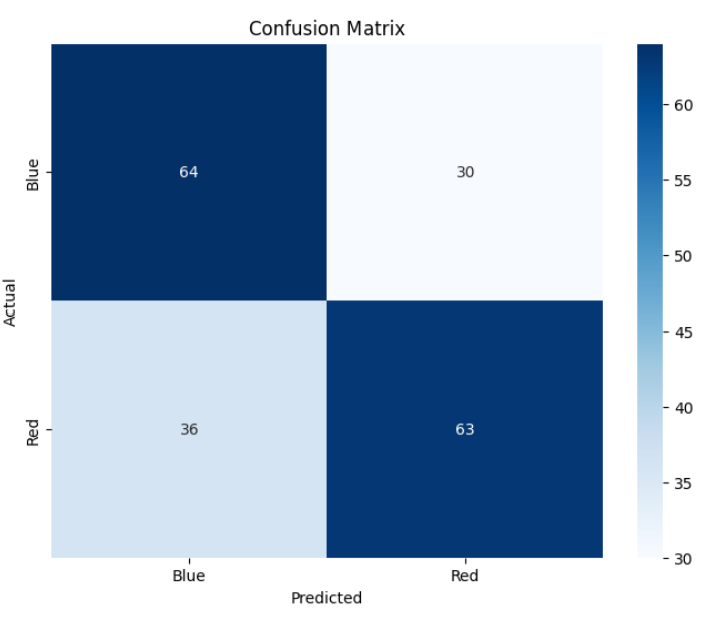 Confusion Matrix
Actual
Blue
64
30
Red
36
63
Blue
Red
Predicted
60
55
50
45
40
35
30